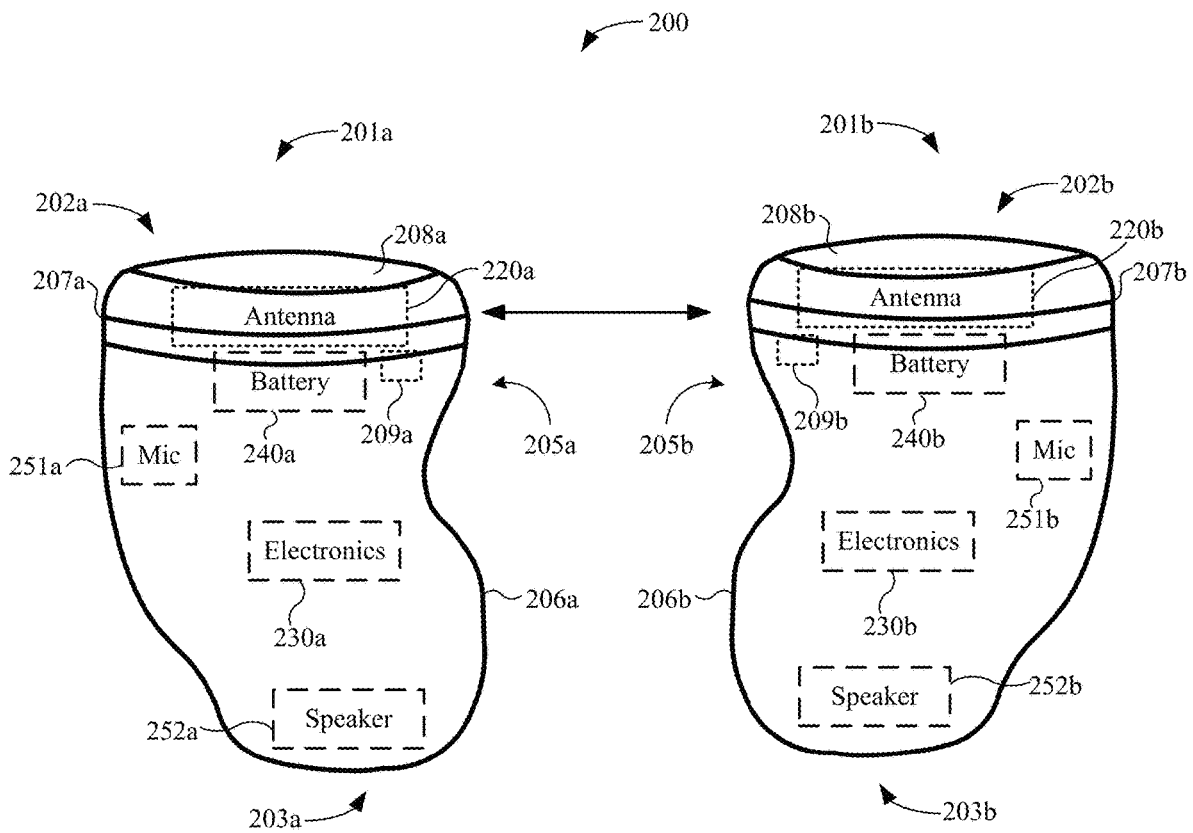 200
201a
201b
202a
202b
208a
208b
220a
220b
207a
207b
Antenna
Antenna
Battery
Battery
209a
209b
240a
240b
205a
205b
251a
Mic
Mic
251b
Electronics
Electronics
206a
206b
230a
230b
Speaker
Speaker
252a
252b
203a
203b